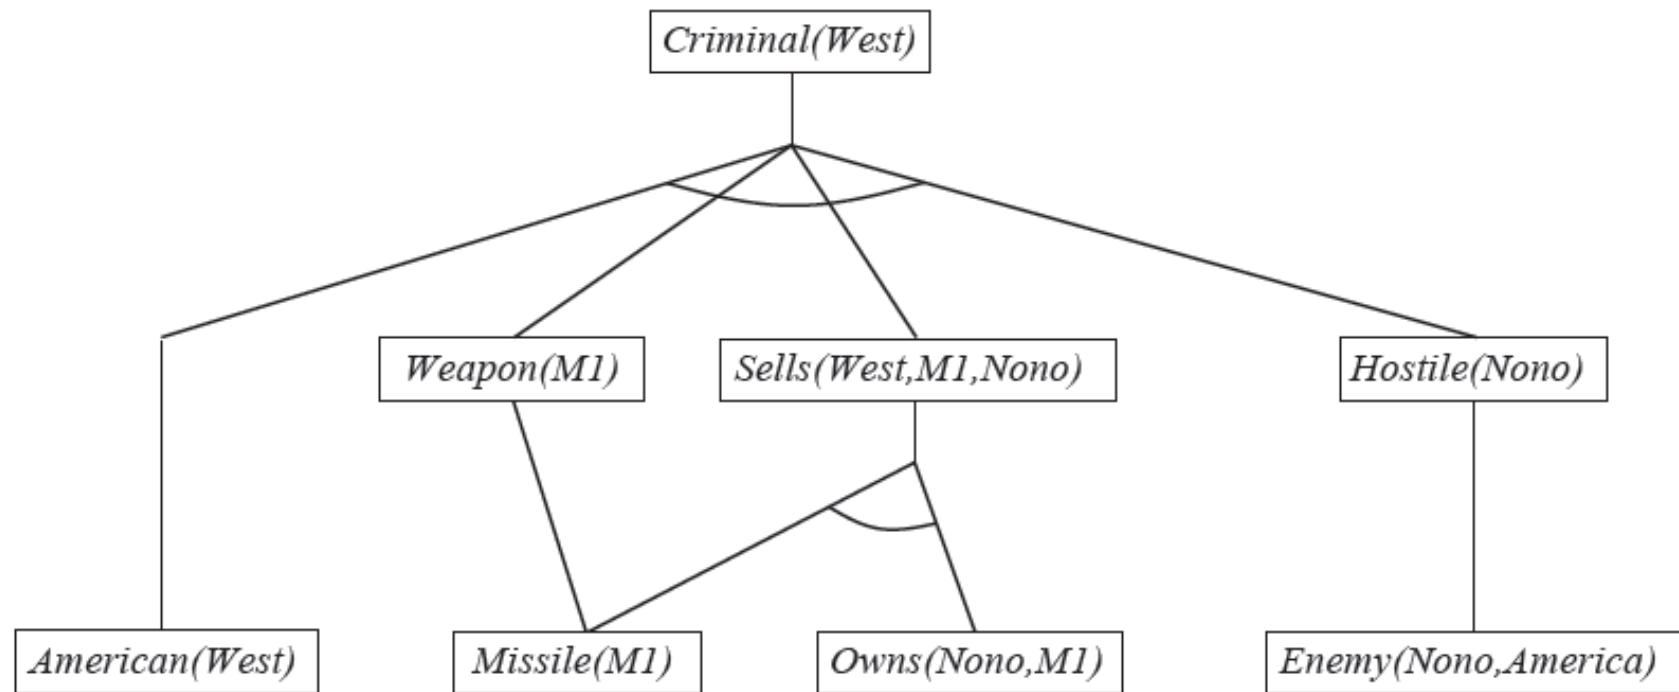 Criminal(West)
Weapon(M1)
Sells(West,M1,Nono)
Hostile(Nono)
American(West)
Missile(M1)
Owns(Nono,M1)
Enemy(Nono,America)